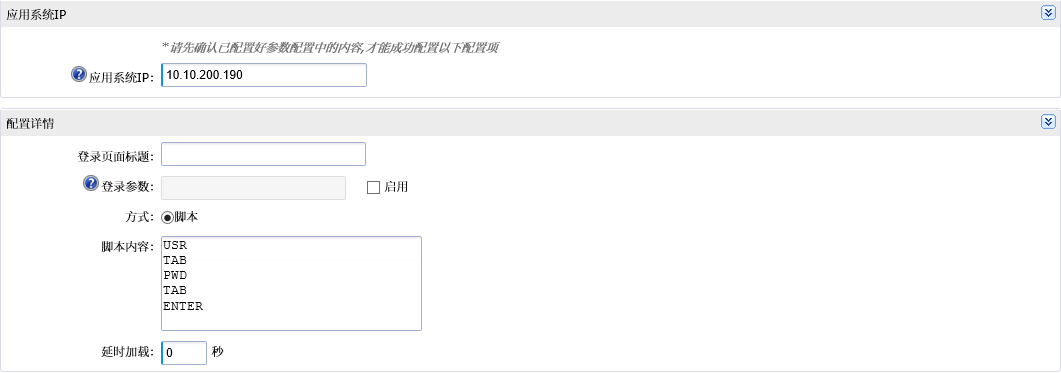 应用系统IP
*请先确认已配置好参数配置中的内容,才能成功配置以下配置项
应用系统IP: 10.10.200.190
配置详情
登录页面标题:
登录参数: 启用
方式: 脚本
脚本内容: USR
TAB
PWD
TAB
ENTER
延时加载: 0 秒